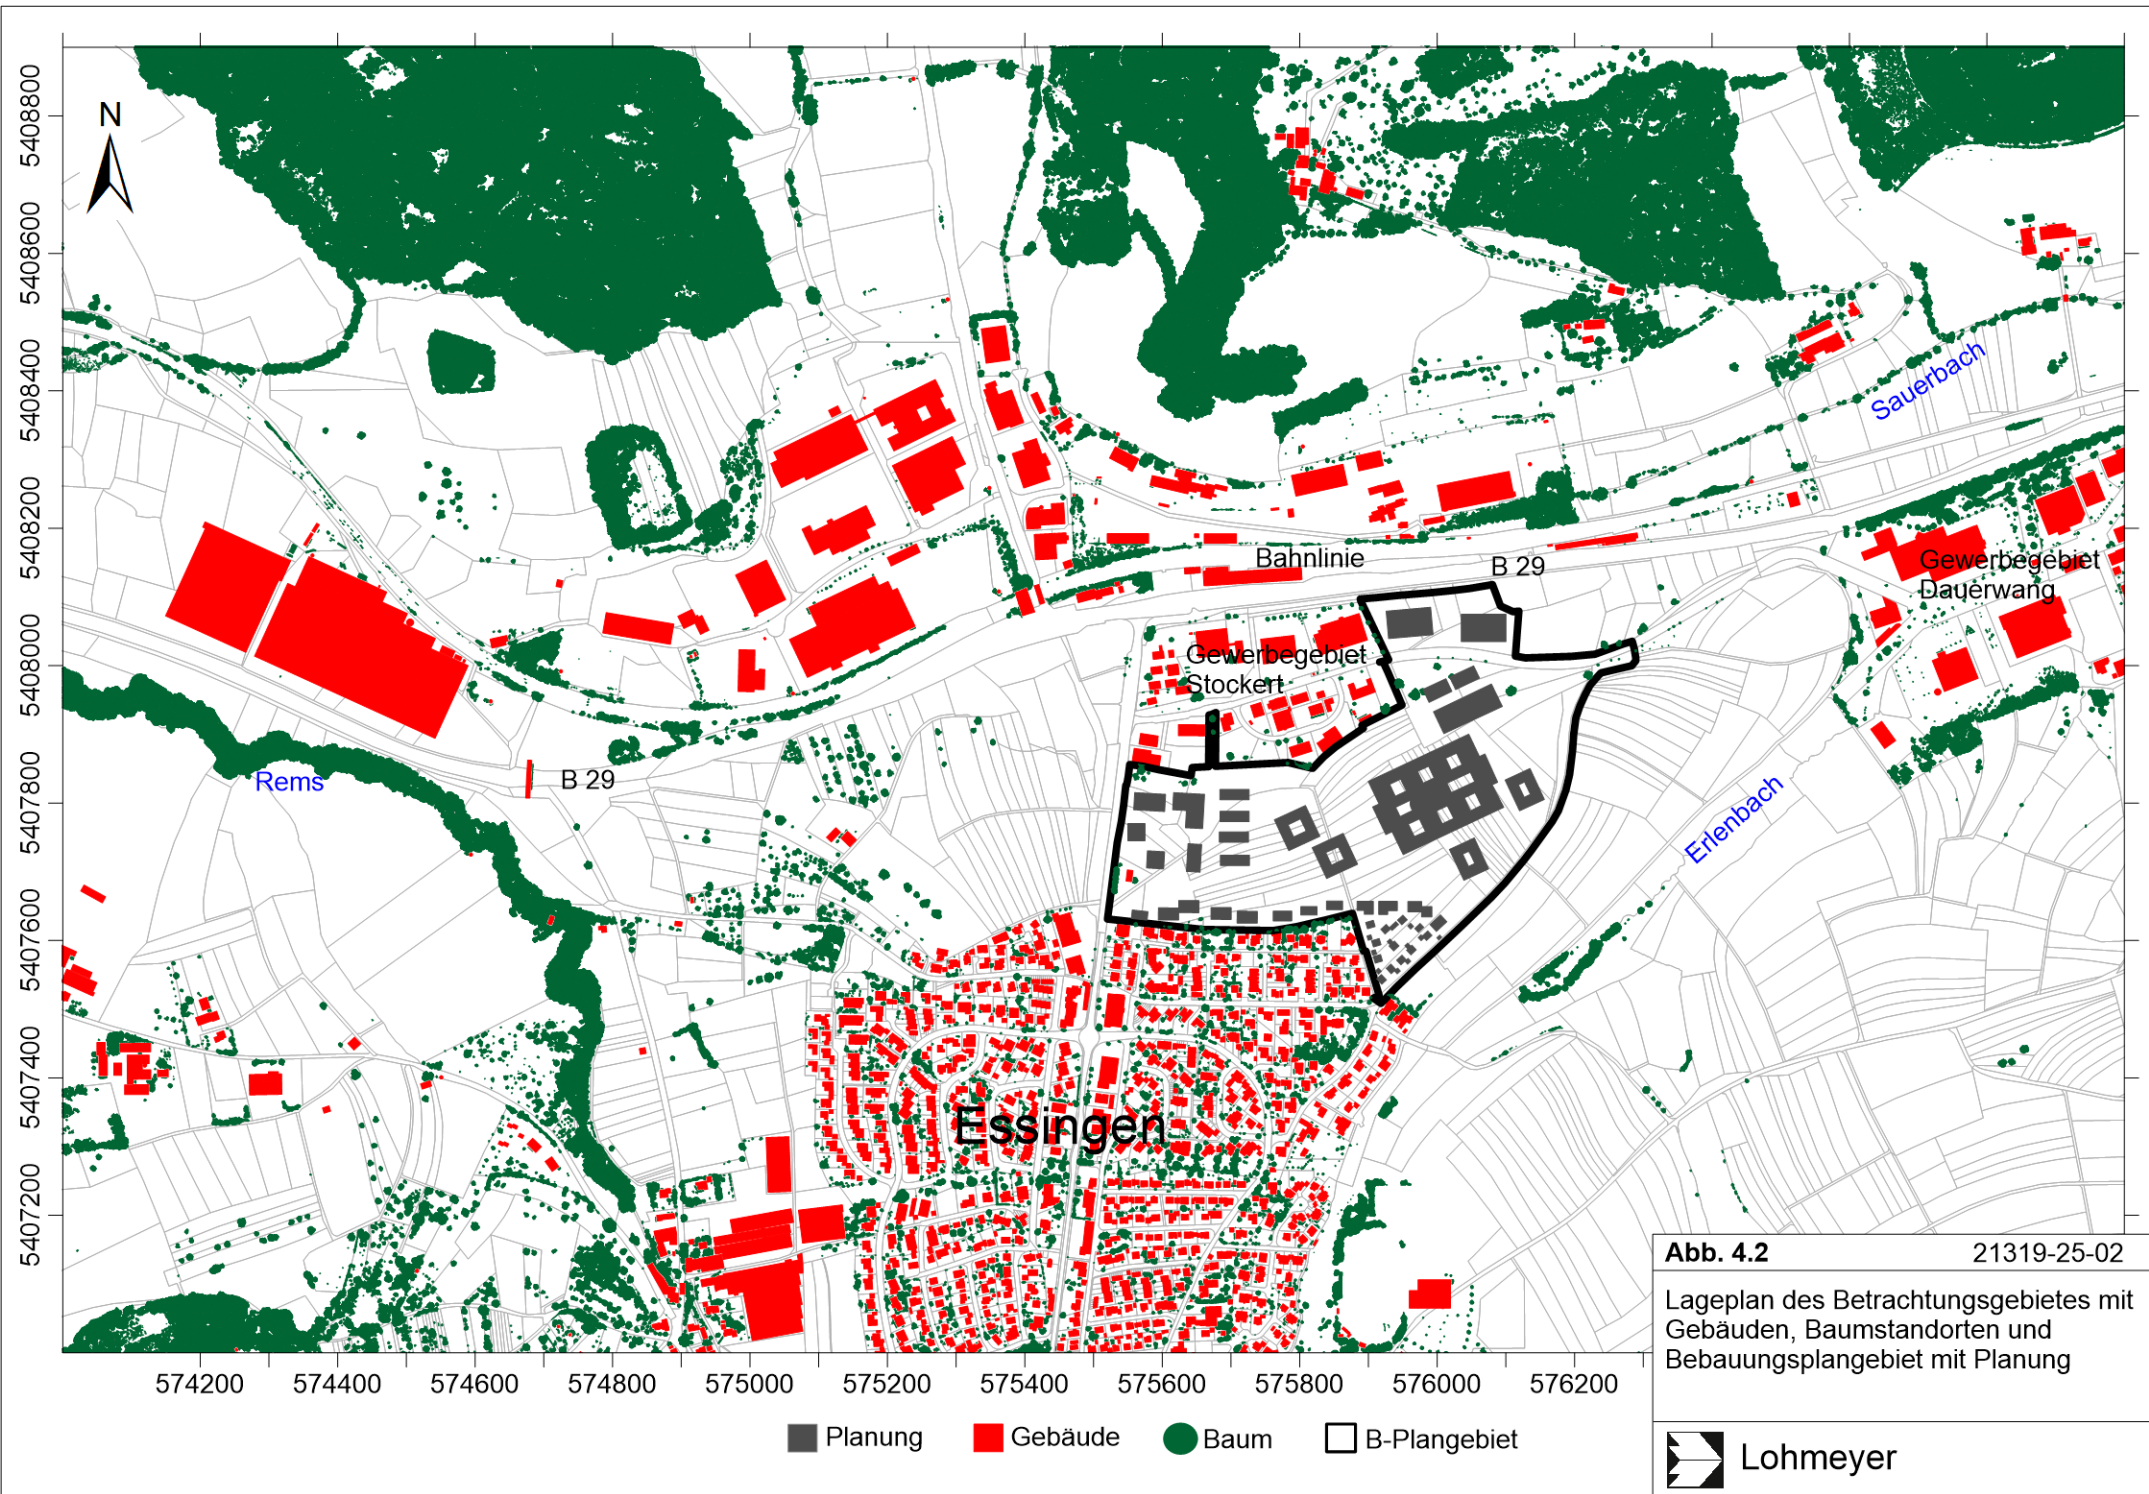 N
5408800
5408600
5408400
5408200
5408000
5407800
5407600
5407400
5407200
Sauerbach
Bahnlinie
B 29
Gewerbegebiet
Dauerwang
Gewerbegebiet
Stockert
Rems
B 29
Erlenbach
Essingen
574200 574400 574600 574800 575000 575200 575400 575600 575800 576000 576200
Planung Gebäude Baum B-Plangebiet
Abb. 4.2 21319-25-02
Lageplan des Betrachtungsgebietes mit
Gebäuden, Baumstandorten und
Bebauungsplangebiet mit Planung
Lohmeyer